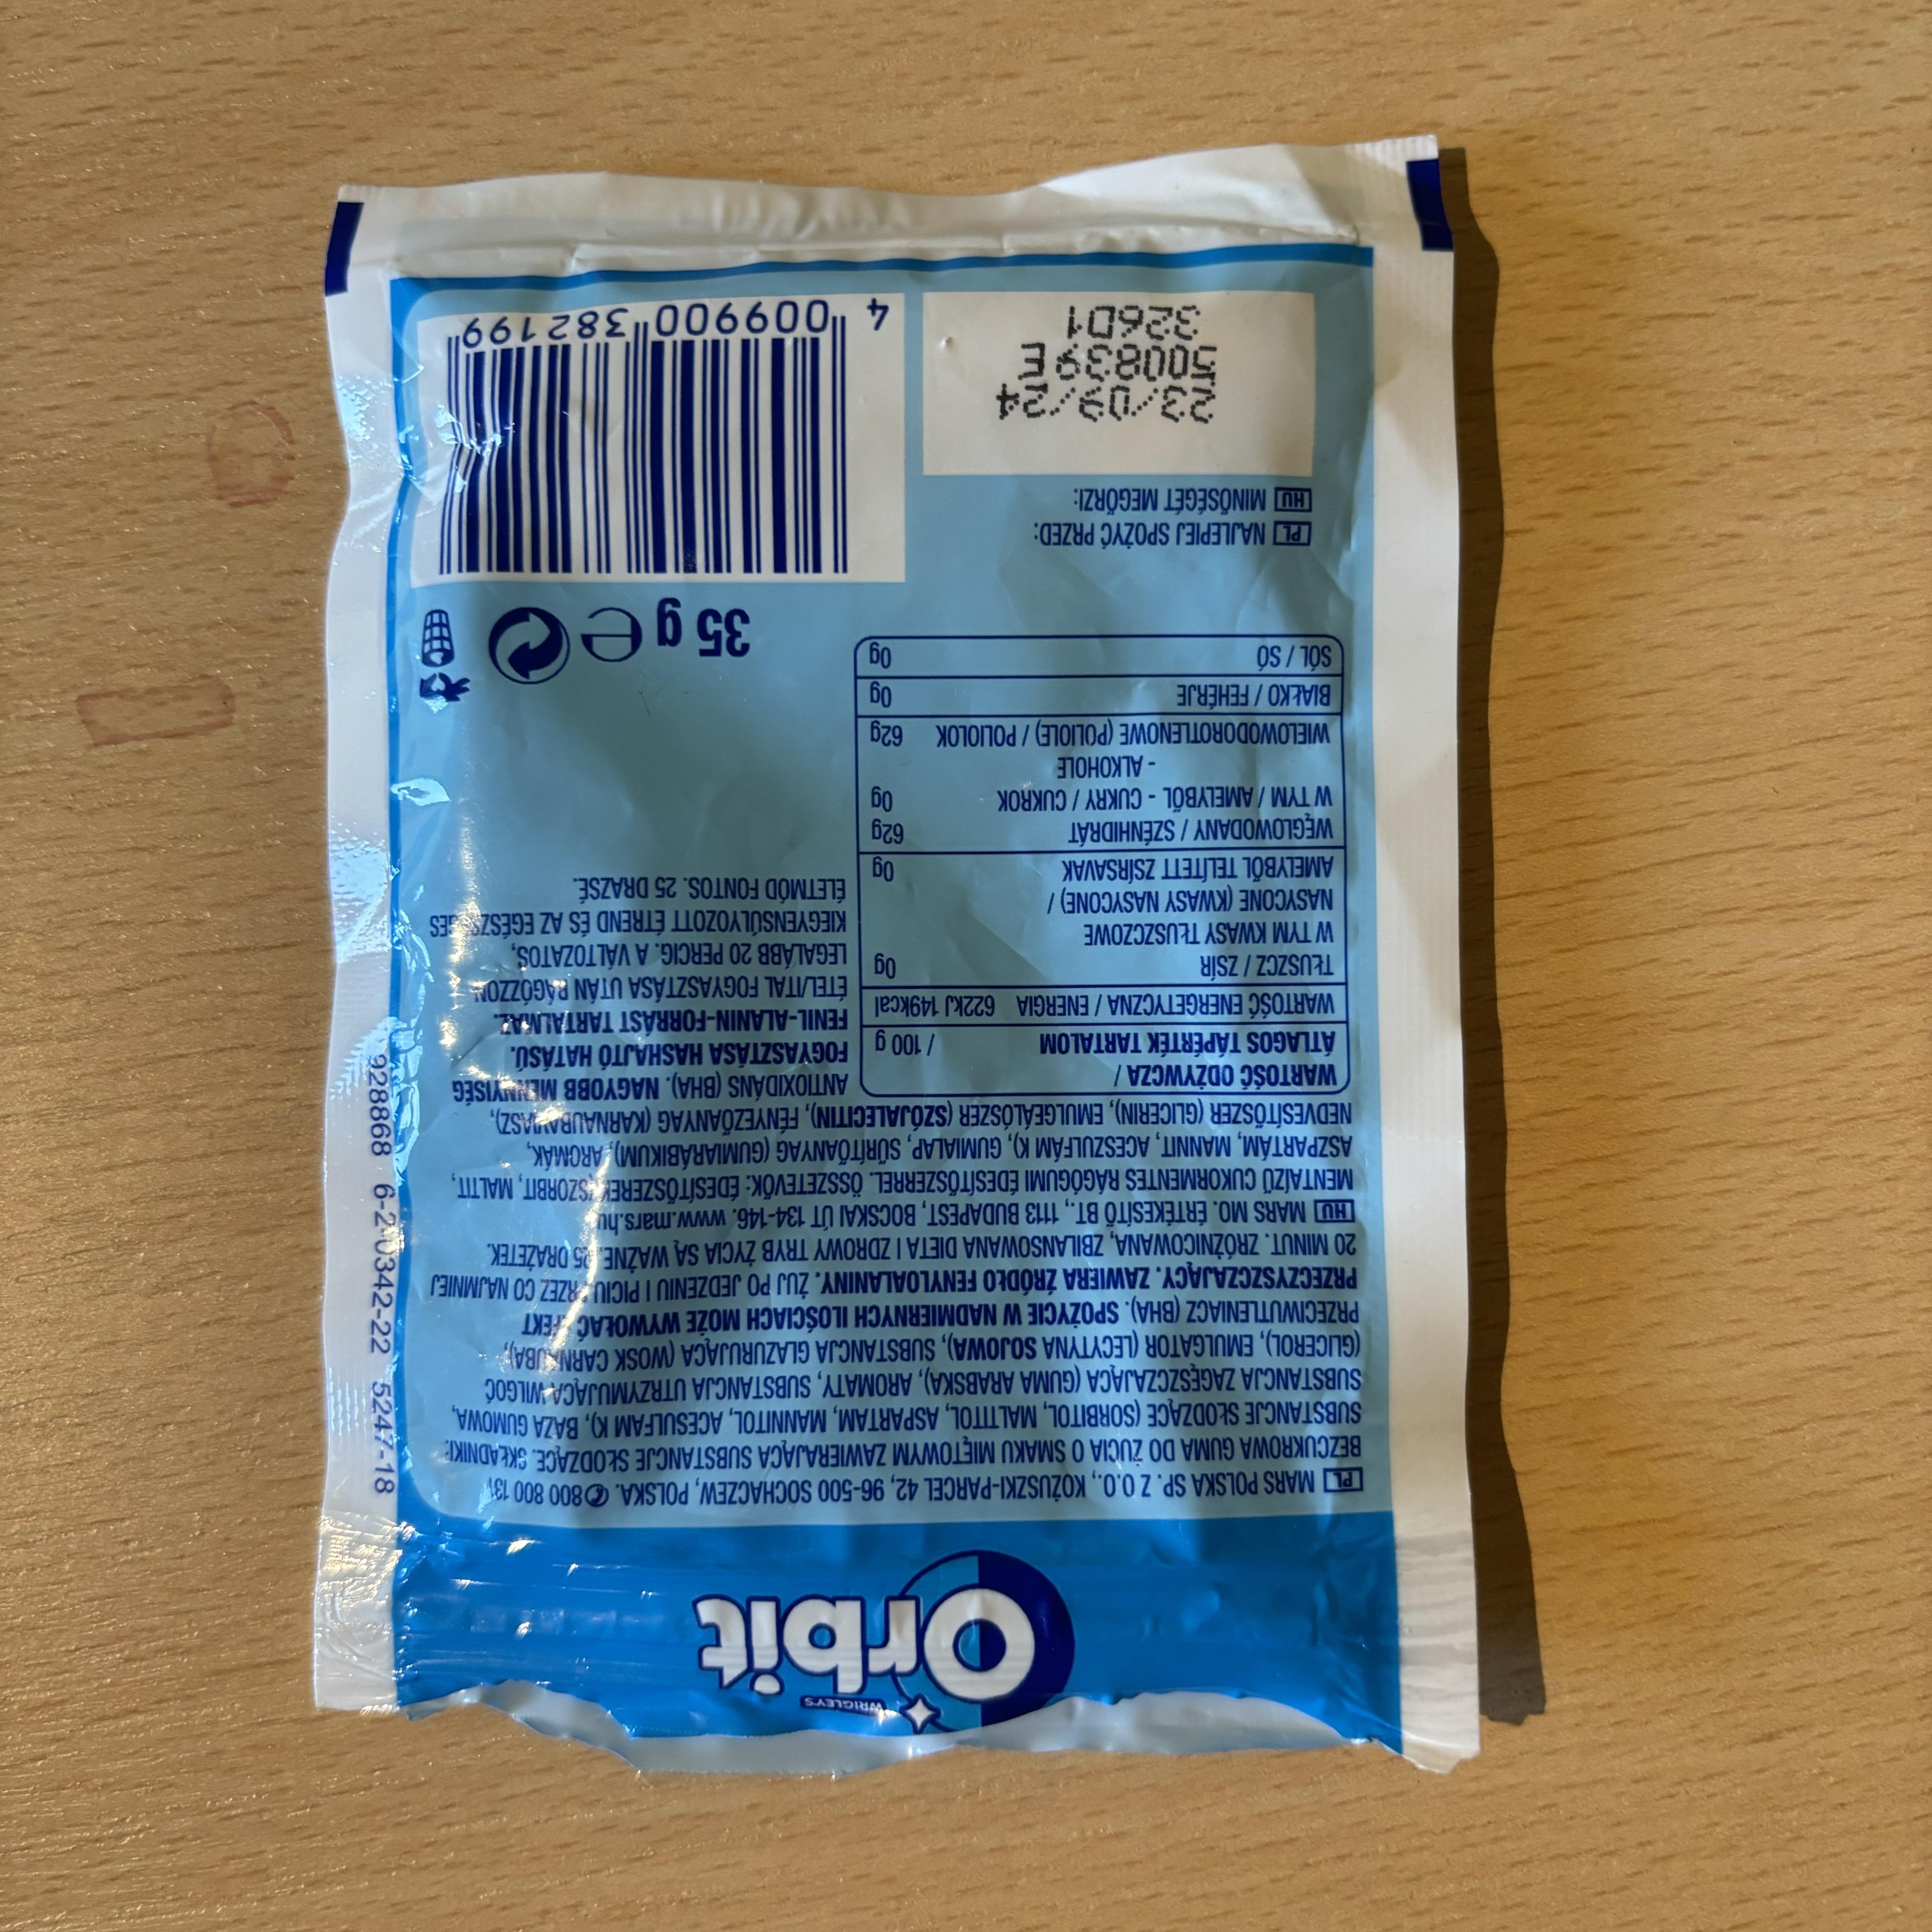 WRIGLEY'S
Orbit
PL MARS POLSKA SP. Z O.O., KOŻUSZKI-PARCEL 42, 96-500 SOCHACZEW, POLSKA. 800 800 131
BEZCUKROWA GUMA DO ŻUCIA O SMAKU MIĘTOWYM ZAWIERAJĄCA SUBSTANCJE SŁODZĄCE. SKŁADNIKI:
SUBSTANCJE SŁODZĄCE (SORBITOL, MALTITOL, ASPARTAM, MANNITOL, ACESULFAM K), BAZA GUMOWA,
SUBSTANCJA ZAGĘSZCZAJĄCA (GUMA ARABSKA), AROMATY, SUBSTANCJA UTRZYMUJĄCA WILGOĆ
(GLICEROL), EMULGATOR (LECYTYNA SOJOWA), SUBSTANCJA GLAZURUJĄCA (WOSK CARNAUBA),
PRZECIWUTLENIACZ (BHA). SPOŻYCIE W NADMIERNYCH ILOŚCIACH MOŻE WYWOŁAĆ EFEKT
PRZECZYSZCZAJĄCY. ZAWIERA ŹRÓDŁO FENYLOALANINY. ŻUJ PO JEDZENIU I PICIU PRZEZ CO NAJMNIEJ
20 MINUT. ZRÓŻNICOWANA, ZBILANSOWANA DIETA I ZDROWY TRYB ŻYCIA SĄ WAŻNE. 25 DRAŻETEK.
HU MARS MO. ÉRTÉKESÍTŐ BT., 1113 BUDAPEST, BOCSKAI ÚT 134-146. www.mars.hu
MENTAÍZŰ CUKORMENTES RÁGÓGUMI ÉDESÍTŐSZERREL. ÖSSZETEVŐK: ÉDESÍTŐSZEREK (SZORBIT, MALTIT,
ASZPARTÁM, MANNIT, ACESZULFÁM K), GUMIALAP, SŰRÍTŐANYAG (GUMIARÁBIKUM), AROMÁK,
NEDVESÍTŐSZER (GLICERIN), EMULGEÁLÓSZER (SZÓJALECITIN), FÉNYEZŐANYAG (KARNAUBAVIASZ),
ANTIOXIDÁNS (BHA). NAGYOBB MENNYISÉG
FOGYASZTÁSA HASHAJTÓ HATÁSÚ.
FENIL-ALANIN-FORRÁST TARTALMAZ.
ÉTEL/ITAL FOGYASZTÁSA UTÁN RÁGÓZZON
LEGALÁBB 20 PERCIG. A VÁLTOZATOS,
KIEGYENSÚLYOZOTT ÉTREND ÉS AZ EGÉSZSÉGES
ÉLETMÓD FONTOS. 25 DRAZSÉ.
WARTOŚĆ ODŻYWCZA /
ÁTLAGOS TÁPÉRTÉK TARTALOM / 100 g
WARTOŚĆ ENERGETYCZNA / ENERGIA 622kJ 149kcal
TŁUSZCZ / ZSÍR 0g
W TYM KWASY TŁUSZCZOWE
NASYCONE (KWASY NASYCONE) /
AMELYBŐL TELÍTETT ZSÍRSAVAK 0g
WĘGLOWODANY / SZÉNHIDRÁT 62g
W TYM / AMELYBŐL - CUKRY / CUKROK 0g
- ALKOHOLE
WIELOWODOROTLENOWE (POLIOLE) / POLIOLOK 62g
BIAŁKO / FEHÉRJE 0g
SÓL / SÓ 0g
35 g e
PL NAJLEPIEJ SPOŻYĆ PRZED:
HU MINŐSÉGÉT MEGŐRZI:
23/09/24
500839 E
326D1
4 009900 382199
9288868 6-20342-22 5247-18